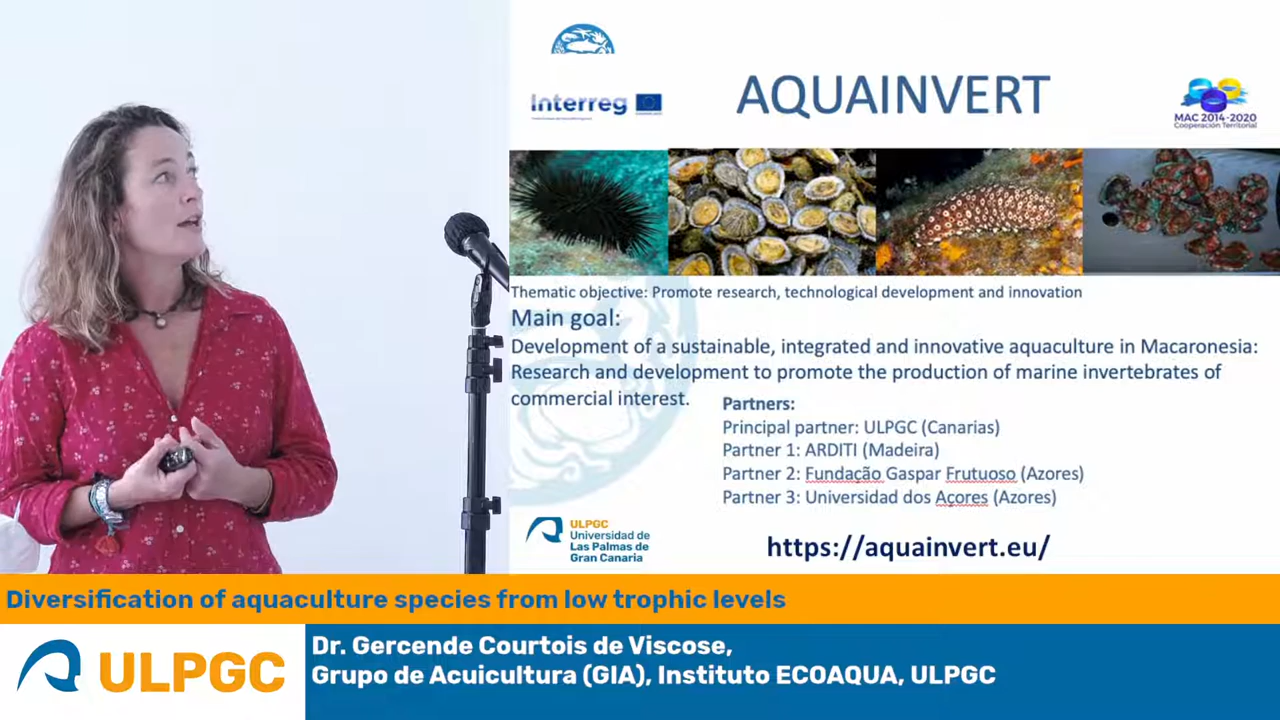 AQUAINVERT
Interreg
MAC 2014-2020
Cooperación Territorial
Thematic objective: Promote research, technological development and innovation
Main goal:
Development of a sustainable, integrated and innovative aquaculture in Macaronesia:
Research and development to promote the production of marine invertebrates of
commercial interest.
Partners:
Principal partner: ULPGC (Canarias)
Partner 1: ARDITI (Madeira)
Partner 2: Fundação Gaspar Frutuoso (Azores)
Partner 3: Universidad dos Açores (Azores)
ULPGC
Universidad de
Las Palmas de
Gran Canaria
https://aquainvert.eu/
Diversification of aquaculture species from low trophic levels
ULPGC
Dr. Gercende Courtois de Viscose,
Grupo de Acuicultura (GIA), Instituto ECOAQUA, ULPGC